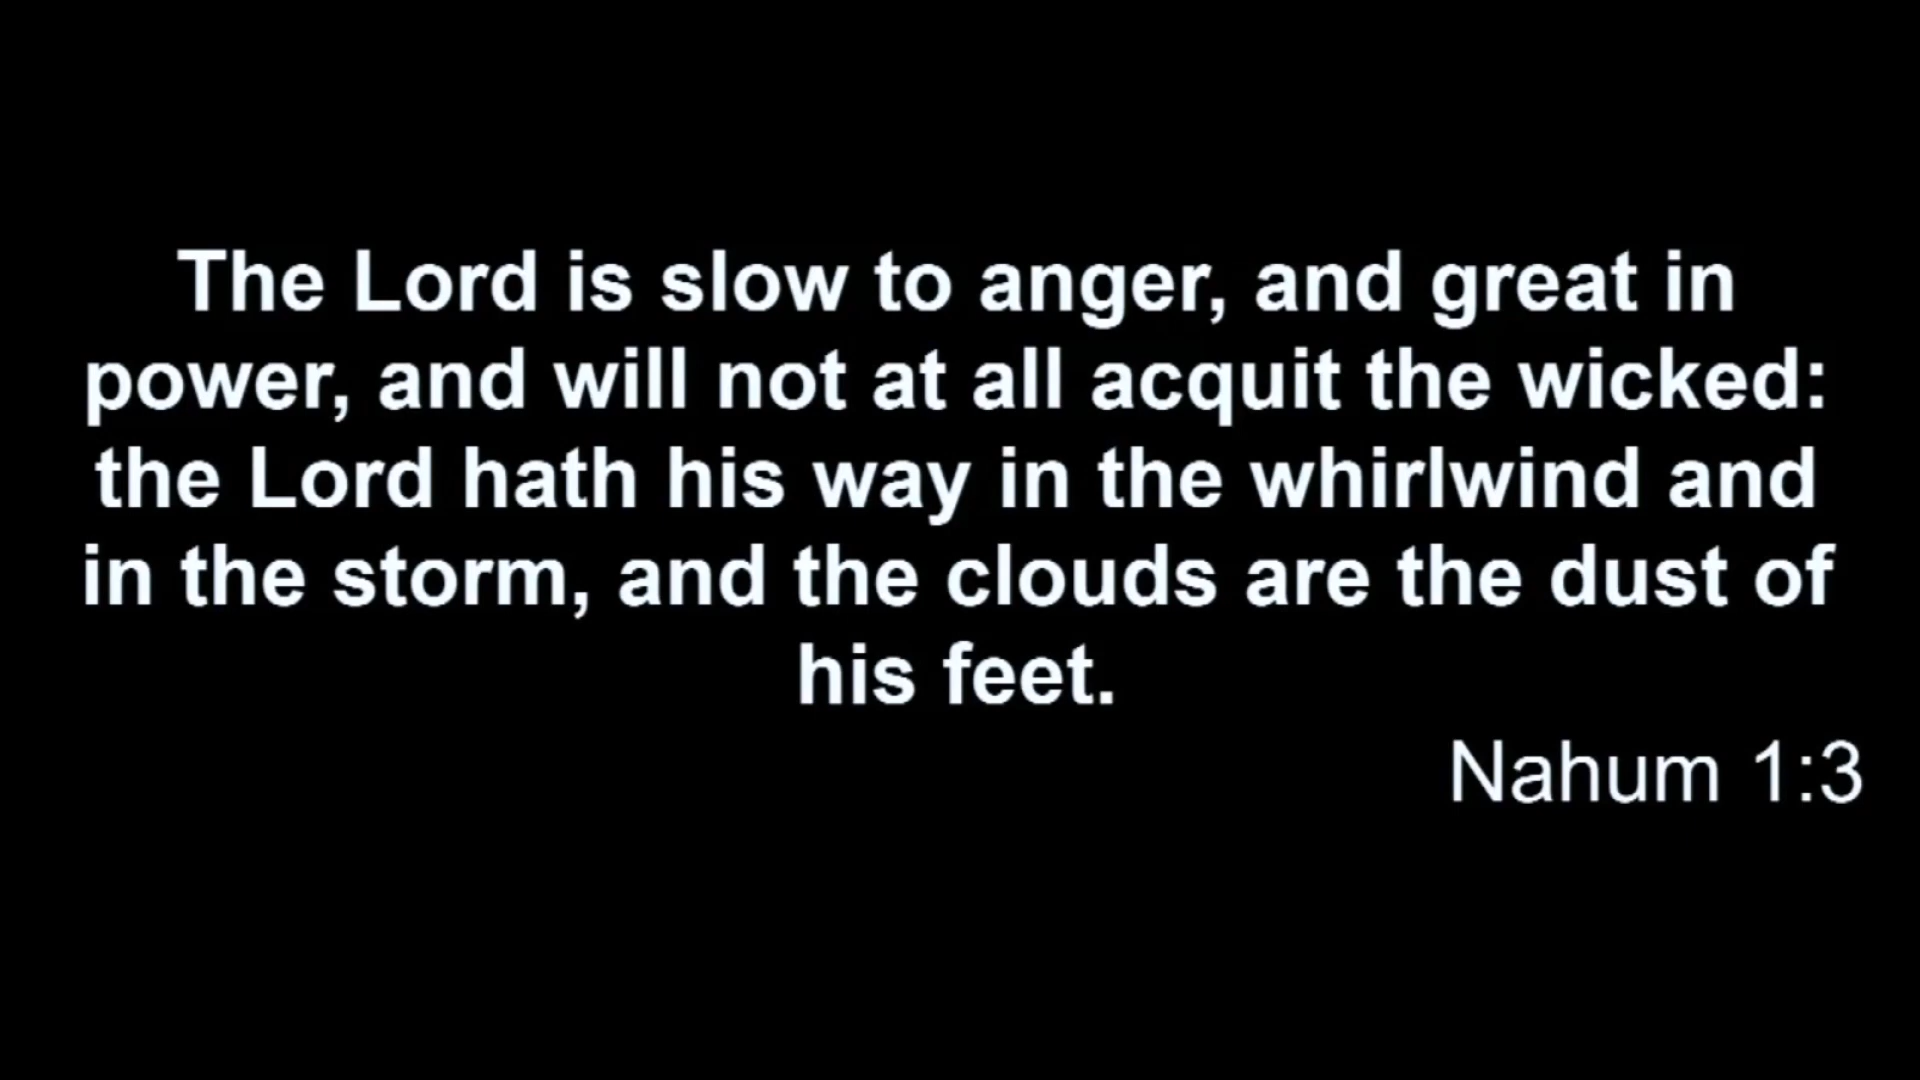 The Lord is slow to anger, and great in
power, and will not at all acquit the wicked:
the Lord hath his way in the whirlwind and
in the storm, and the clouds are the dust of
his feet.
Nahum 1:3